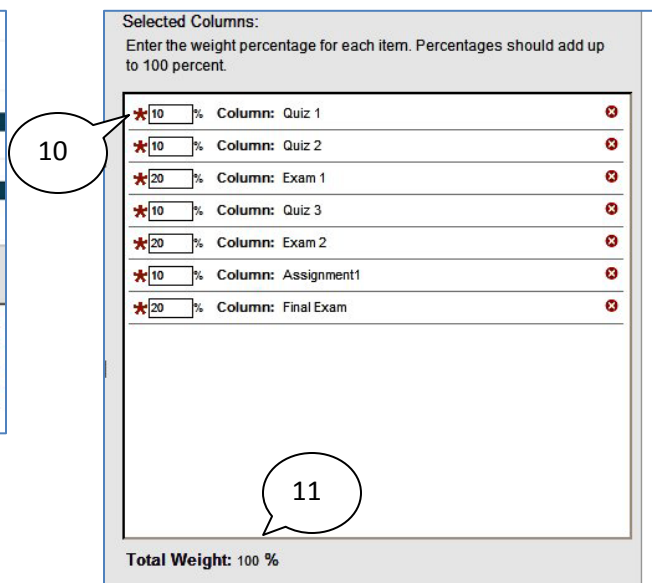 Selected Columns:
Enter the weight percentage for each item. Percentages should add up
to 100 percent.
10
*10 % Column: Quiz 1
*10 % Column: Quiz 2
*20 % Column: Exam 1
*10 % Column: Quiz 3
*20 % Column: Exam 2
*10 % Column: Assignment1
*20 % Column: Final Exam
11
Total Weight: 100 %